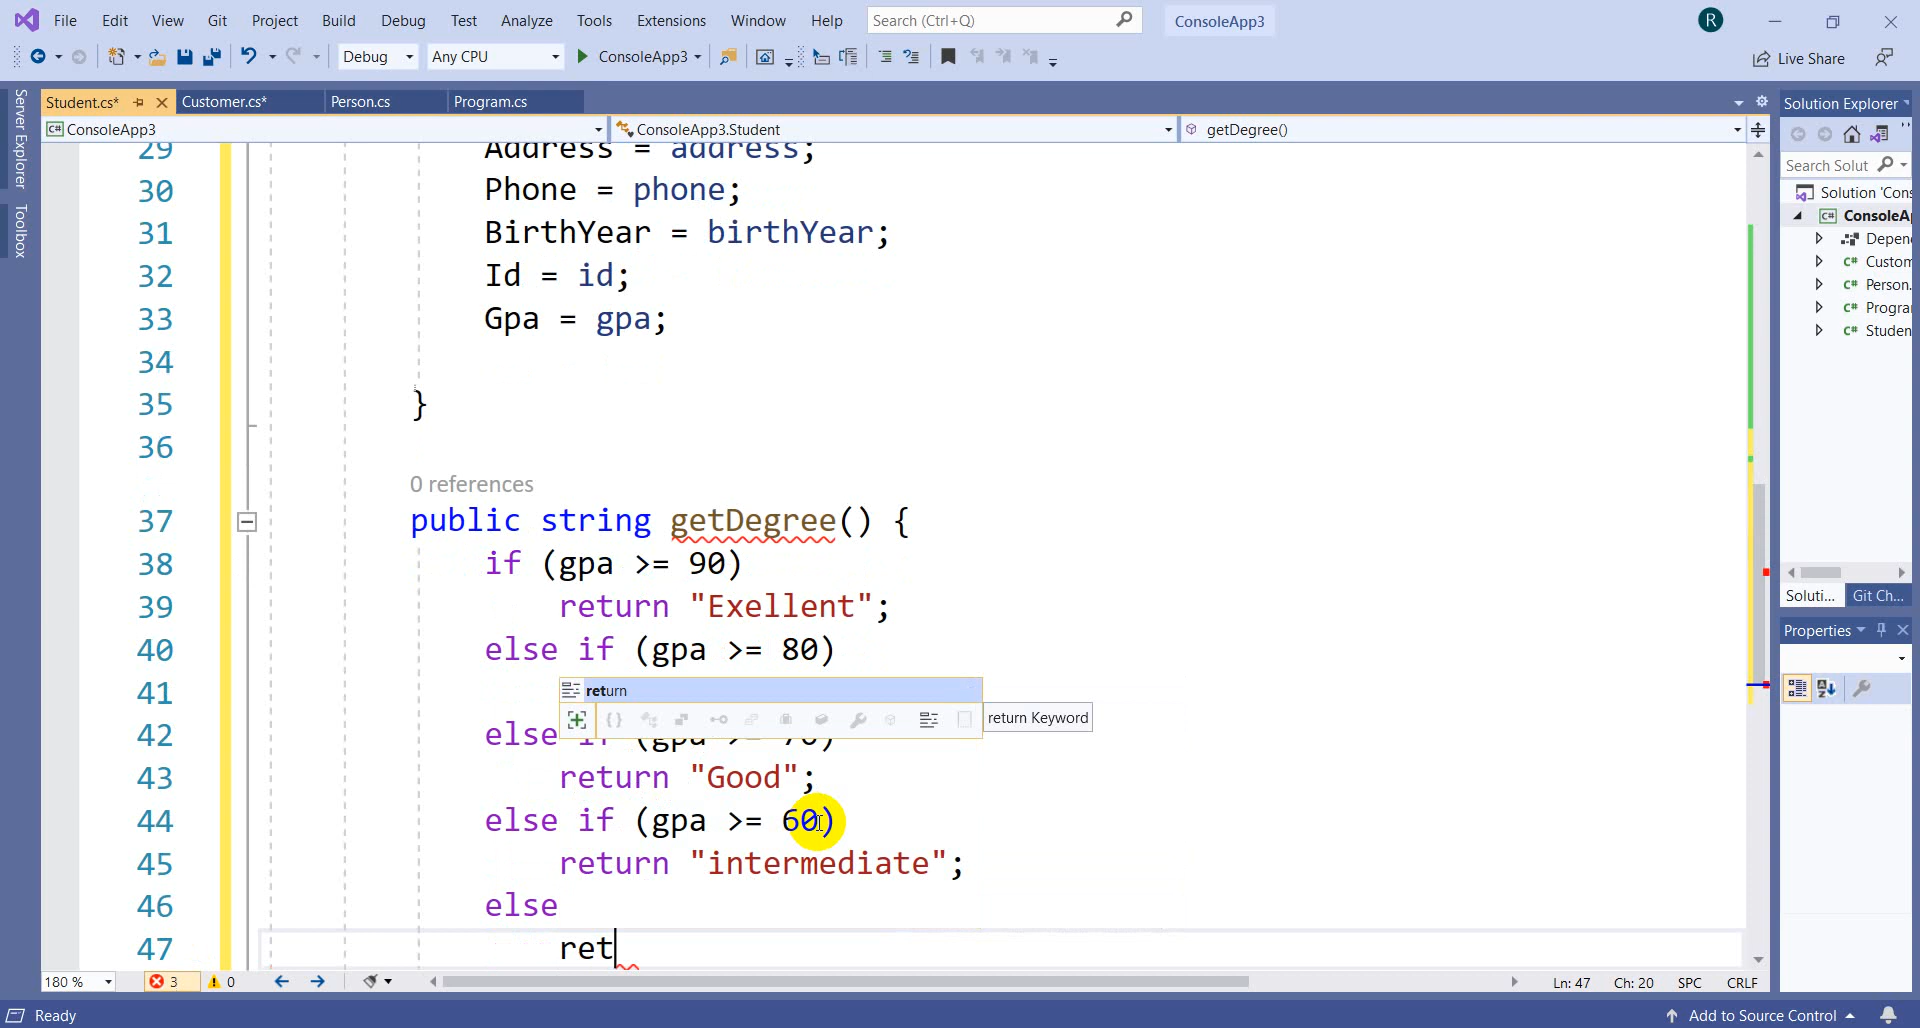 File Edit View Git Project Build Debug Test Analyze Tools Extensions Window Help Search (Ctrl+Q) ConsoleApp3 R
Debug Any CPU ConsoleApp3 Live Share
Server Explorer
Toolbox
Student.cs* Customer.cs* Person.cs Program.cs
ConsoleApp3 ConsoleApp3.Student getDegree()
29 Address = address;
30 Phone = phone;
31 BirthYear = birthYear;
32 Id = id;
33 Gpa = gpa;
34
35 }
36
0 references
37 public string getDegree() {
38 if (gpa >= 90)
39 return "Exellent";
40 else if (gpa >= 80)
41
return
return Keyword
42 else if (gpa >= 70)
43 return "Good";
44 else if (gpa >= 60)
45 return "intermediate";
46 else
47 ret
180 % 3 0 Ln: 47 Ch: 20 SPC CRLF
Ready Add to Source Control
Solution Explorer
Search Solut
Solution 'Cons
ConsoleAp
Depen
Custom
Person.
Progra
Studen
Soluti... Git Ch...
Properties